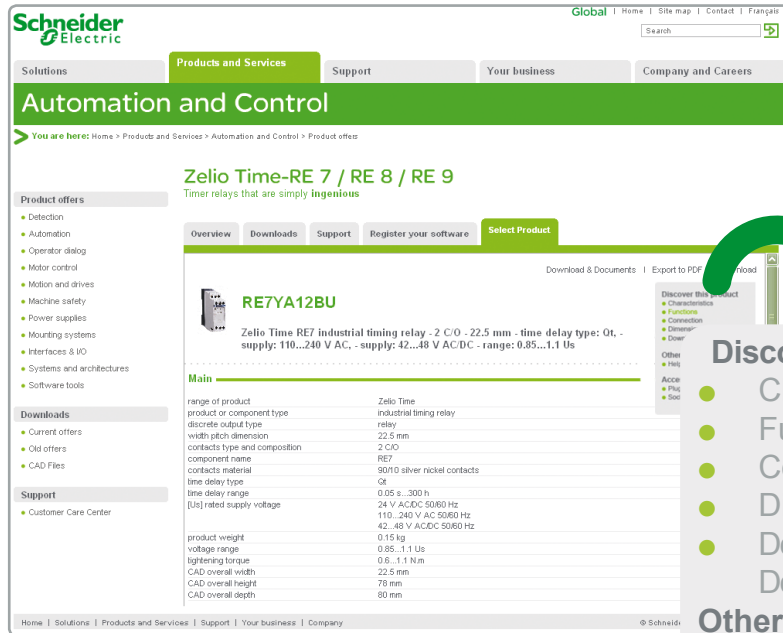 Global | Home | Site map | Contact | Français
Schneider
Electric
Search
Solutions
Products and Services
Support
Your business
Company and Careers
Automation and Control
You are here: Home > Products and Services > Automation and Control > Product offers
Zelio Time-RE 7 / RE 8 / RE 9
Timer relays that are simply ingenious
Product offers
Detection
Automation
Operator dialog
Motor control
Motion and drives
Machine safety
Power supplies
Mounting systems
Interfaces & I/O
Systems and architectures
Software tools
Downloads
Current offers
Old offers
CAD Files
Support
Customer Care Center
Overview
Downloads
Support
Register your software
Select Product
Download & Documents | Export to PDF
RE7YA12BU
Zelio Time RE7 industrial timing relay - 2 C/O - 22.5 mm - time delay type: Qt, -
supply: 110...240 V AC, - supply: 42...48 V AC/DC - range: 0.85...1.1 Us
Main
range of product Zelio Time
product or component type industrial timing relay
discrete output type relay
width pitch dimension 22.5 mm
contacts type and composition 2 C/O
component name RE7
contacts material 90/10 silver nickel contacts
time delay type Qt
time delay range 0.05 s...300 h
[Us] rated supply voltage 24 V AC/DC 50/60 Hz
110...240 V AC 50/60 Hz
42...48 V AC/DC 50/60 Hz
product weight 0.15 kg
voltage range 0.85...1.1 Us
tightening torque 0.6...1.1 N.m
CAD overall width 22.5 mm
CAD overall height 78 mm
CAD overall depth 80 mm
Discover this product
Characteristics
Functions
Connection
Other
Disco
C
Fu
C
D
De
De
Other
Home | Solutions | Products and Services | Support | Your business | Company
© Schneide